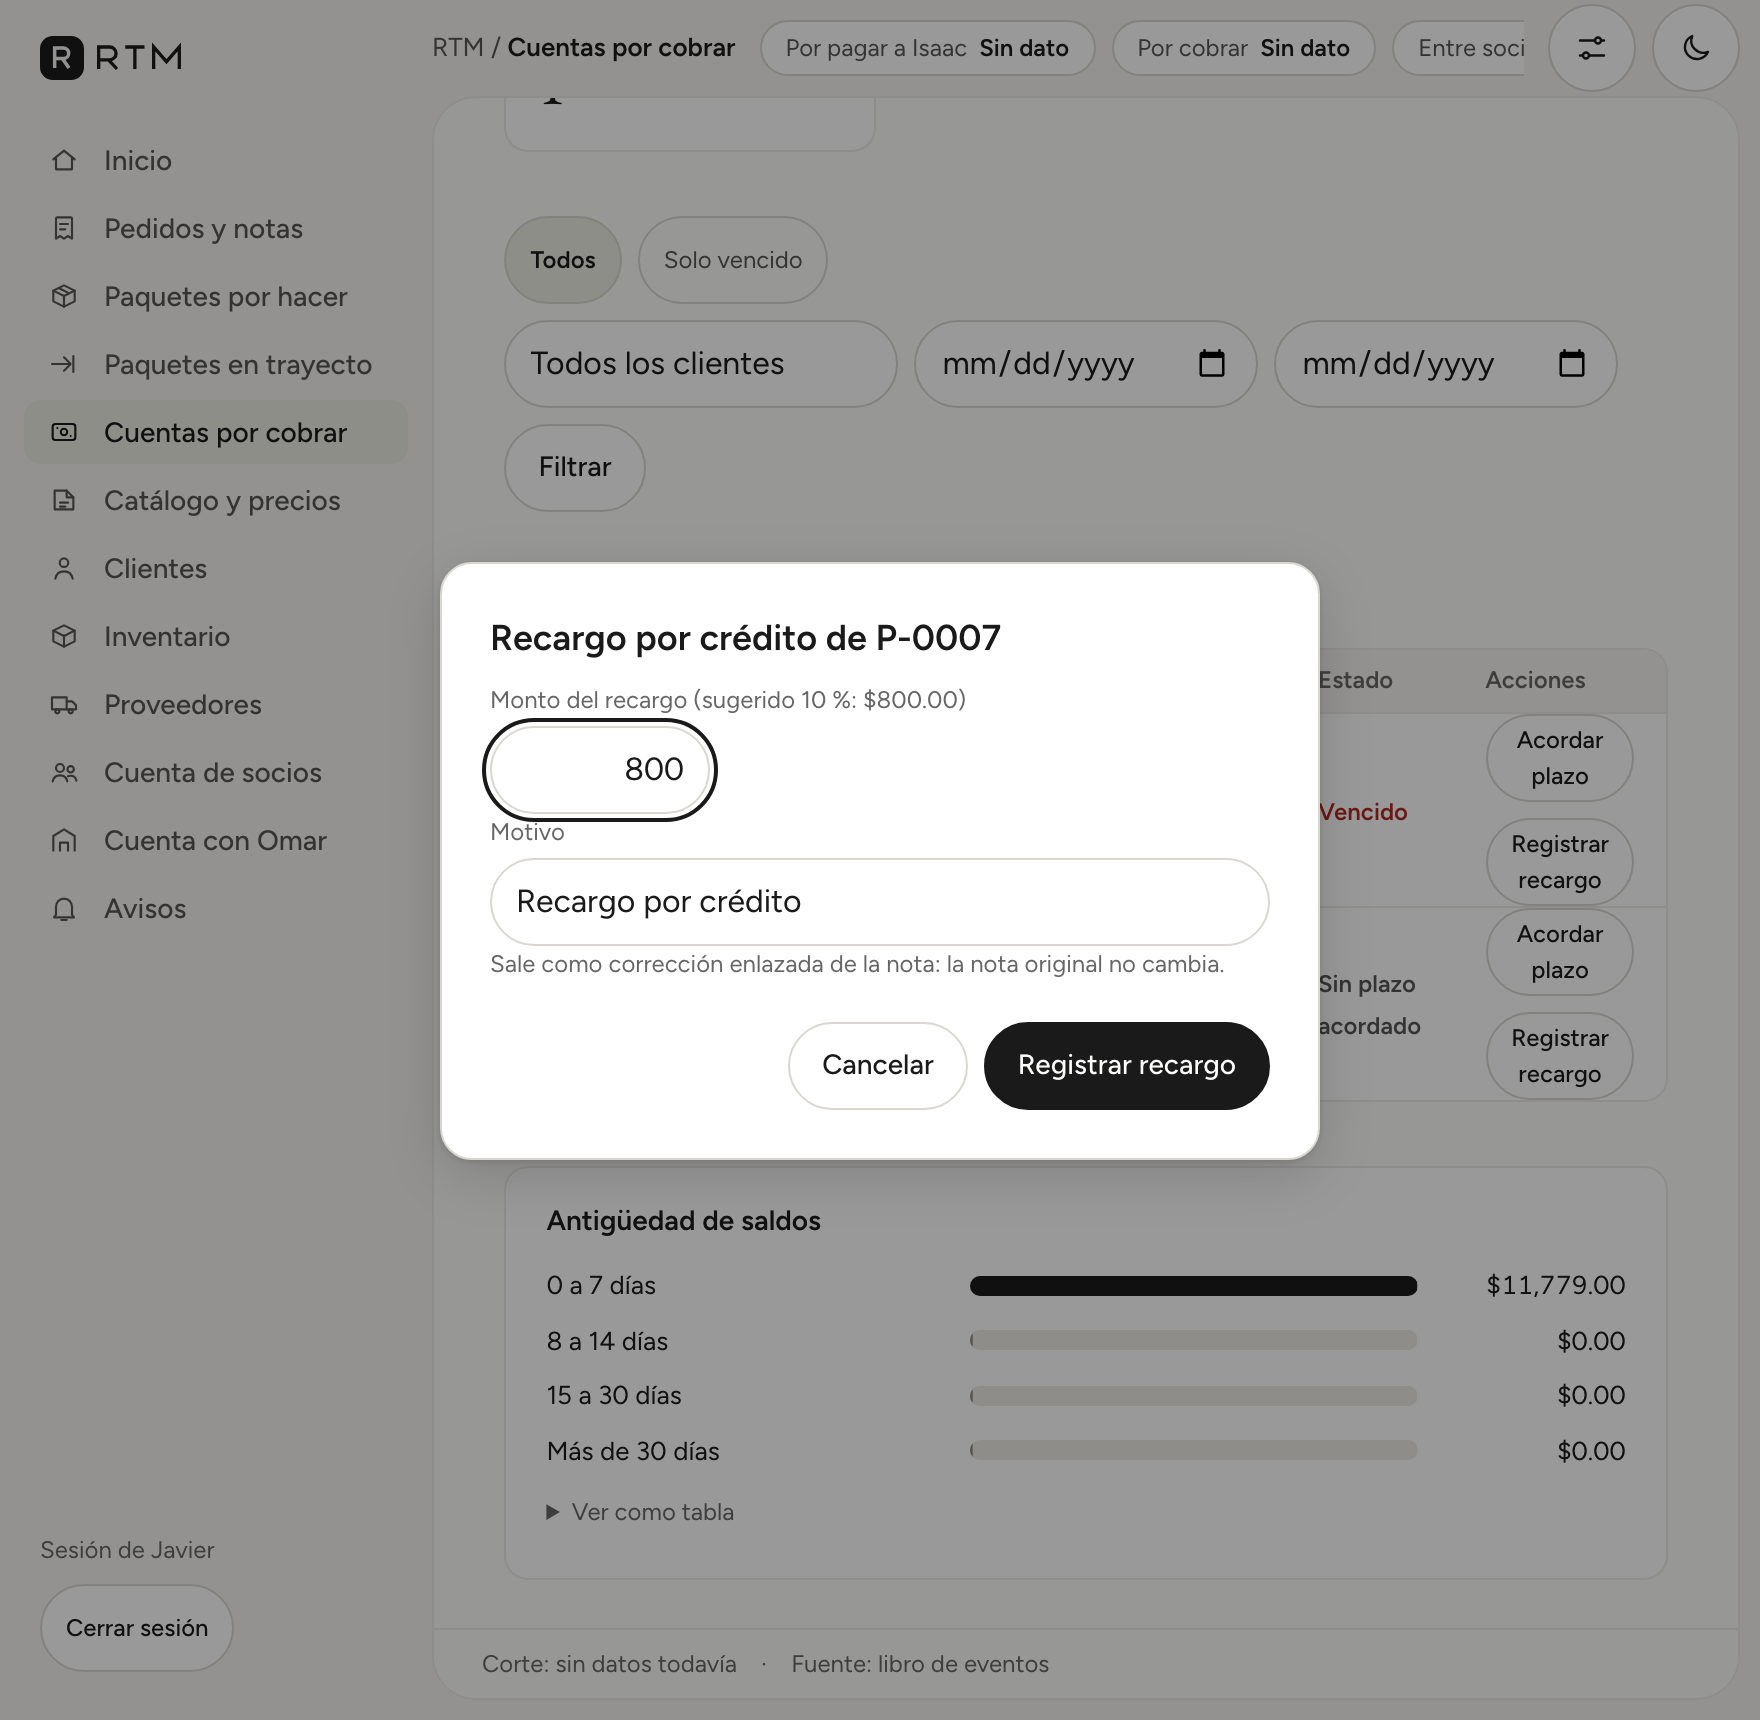 R RTM
Inicio
Pedidos y notas
Paquetes por hacer
Paquetes en trayecto
Cuentas por cobrar
Catálogo y precios
Clientes
Inventario
Proveedores
Cuenta de socios
Cuenta con Omar
Avisos
Sesión de Javier
Cerrar sesión
RTM / Cuentas por cobrar
Por pagar a Isaac Sin dato
Por cobrar Sin dato
Entre soci
Todos
Solo vencido
Todos los clientes
mm/dd/yyyy
mm/dd/yyyy
Filtrar
Estado
Acciones
Vencido
Acordar
plazo
Registrar
recargo
Sin plazo
acordado
Acordar
plazo
Registrar
recargo
Recargo por crédito de P-0007
Monto del recargo (sugerido 10 %: $800.00)
800
Motivo
Recargo por crédito
Sale como corrección enlazada de la nota: la nota original no cambia.
Cancelar
Registrar recargo
Antigüedad de saldos
0 a 7 días $11,779.00
8 a 14 días $0.00
15 a 30 días $0.00
Más de 30 días $0.00
Ver como tabla
Corte: sin datos todavía · Fuente: libro de eventos